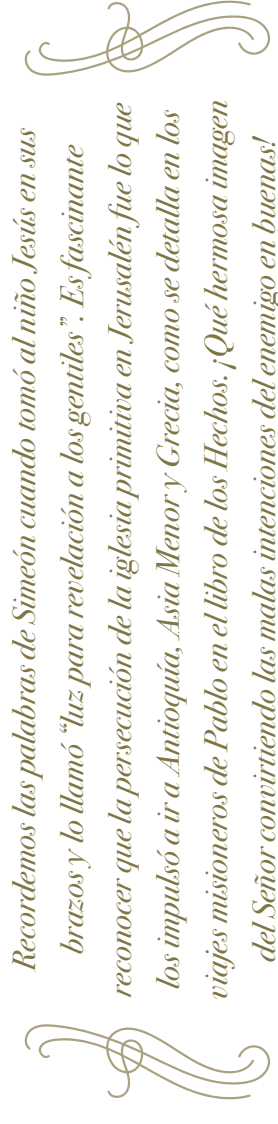 Recordemos las palabras de Simeón cuando tomó al niño Jesús en sus
brazos y lo llamó “luz para revelación a los gentiles”. Es fascinante
reconocer que la persecución de la iglesia primitiva en Jerusalén fue lo que
los impulsó a ir a Antioquía, Asia Menor y Grecia, como se detalla en los
viajes misioneros de Pablo en el libro de los Hechos. ¡Qué hermosa imagen
del Señor convirtiendo las malas intenciones del enemigo en buenas!